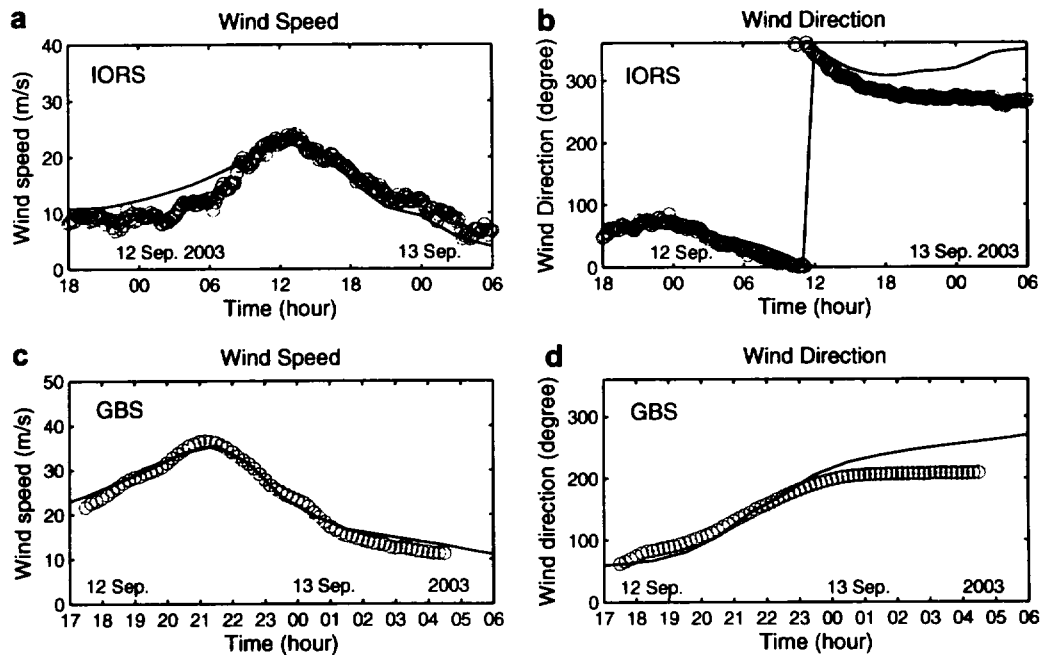 a
Wind Speed
40
30
20
10
0
Wind speed (m/s)
IORS
12 Sep. 2003
13 Sep.
18 00 06 12 18 00 06
Time (hour)
b
Wind Direction
300
200
100
0
Wind Direction (degree)
IORS
12 Sep.
13 Sep. 2003
18 00 06 12 18 00 06
Time (hour)
c
Wind Speed
50
40
30
20
10
0
Wind speed (m/s)
GBS
12 Sep.
13 Sep.
2003
17 18 19 20 21 22 23 00 01 02 03 04 05 06
Time (hour)
d
Wind Direction
300
200
100
0
Wind direction (degree)
GBS
12 Sep.
13 Sep.
2003
17 18 19 20 21 22 23 00 01 02 03 04 05 06
Time (hour)